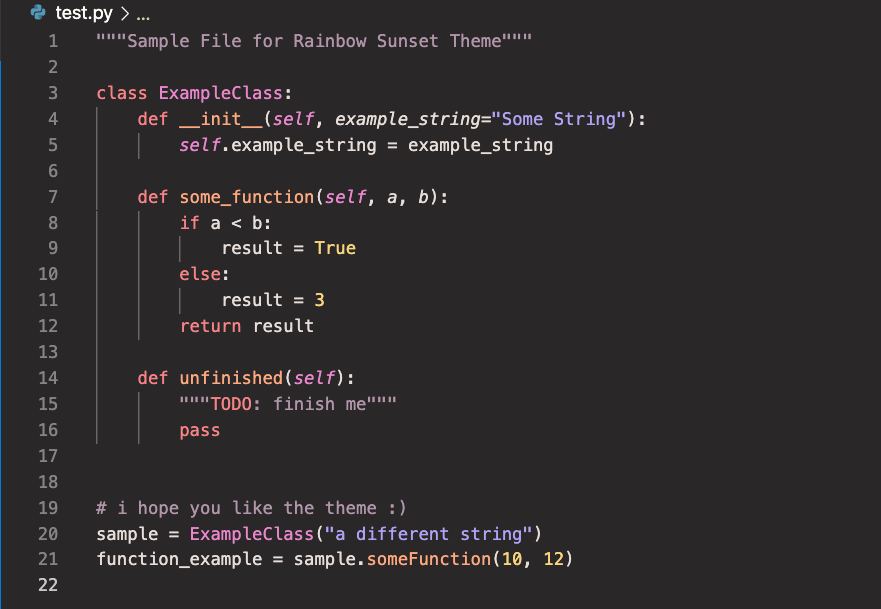 test.py > ...
1 """Sample File for Rainbow Sunset Theme"""
2
3 class ExampleClass:
4     def __init__(self, example_string="Some String"):
5         self.example_string = example_string
6
7     def some_function(self, a, b):
8         if a < b:
9             result = True
10         else:
11             result = 3
12         return result
13
14     def unfinished(self):
15         """TODO: finish me"""
16         pass
17
18
19 # i hope you like the theme :)
20 sample = ExampleClass("a different string")
21 function_example = sample.someFunction(10, 12)
22